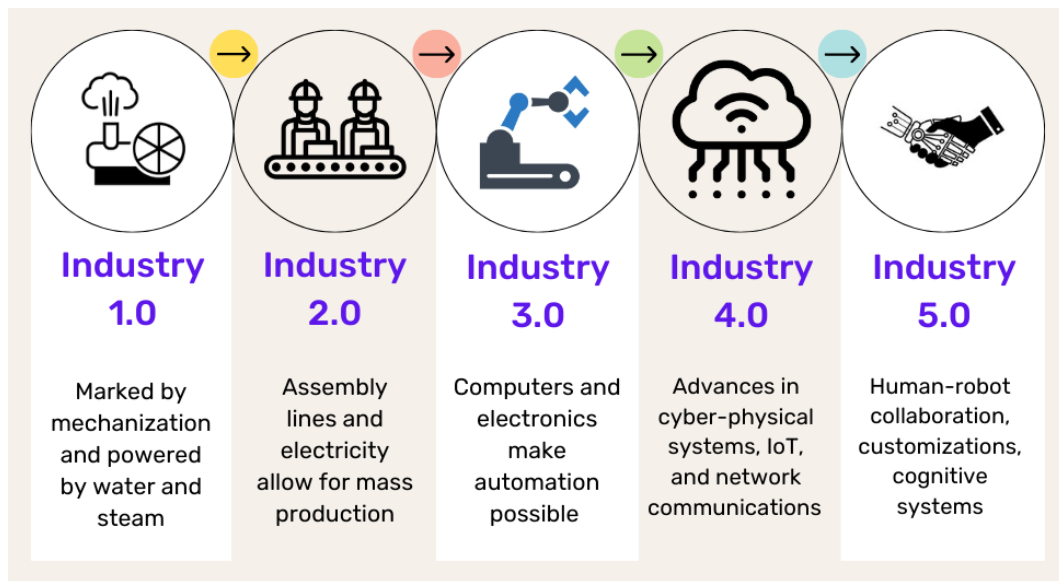 Industry
1.0
Marked by
mechanization
and powered
by water and
steam
Industry
2.0
Assembly
lines and
electricity
allow for mass
production
Industry
3.0
Computers and
electronics
make
automation
possible
Industry
4.0
Advances in
cyber-physical
systems, IoT,
and network
communications
Industry
5.0
Human-robot
collaboration,
customizations,
cognitive
systems